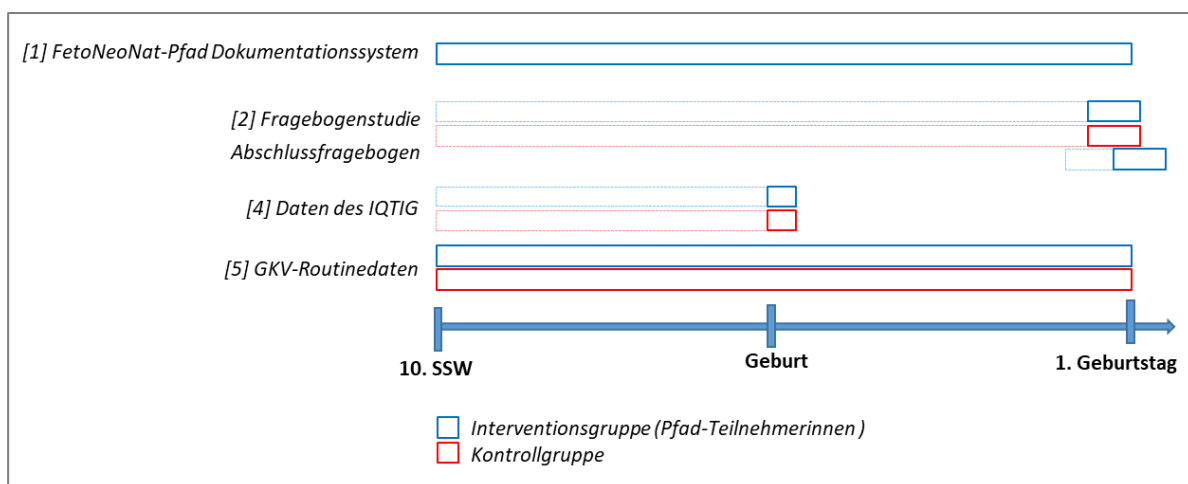 [1] FetoNeoNat-Pfad Dokumentationssystem
[2] Fragebogenstudie
Abschlussfragebogen
[4] Daten des IQTIG
[5] GKV-Routinedaten
10. SSW
Geburt
1. Geburtstag
Interventionsgruppe (Pfad-Teilnehmerinnen )
Kontrollgruppe